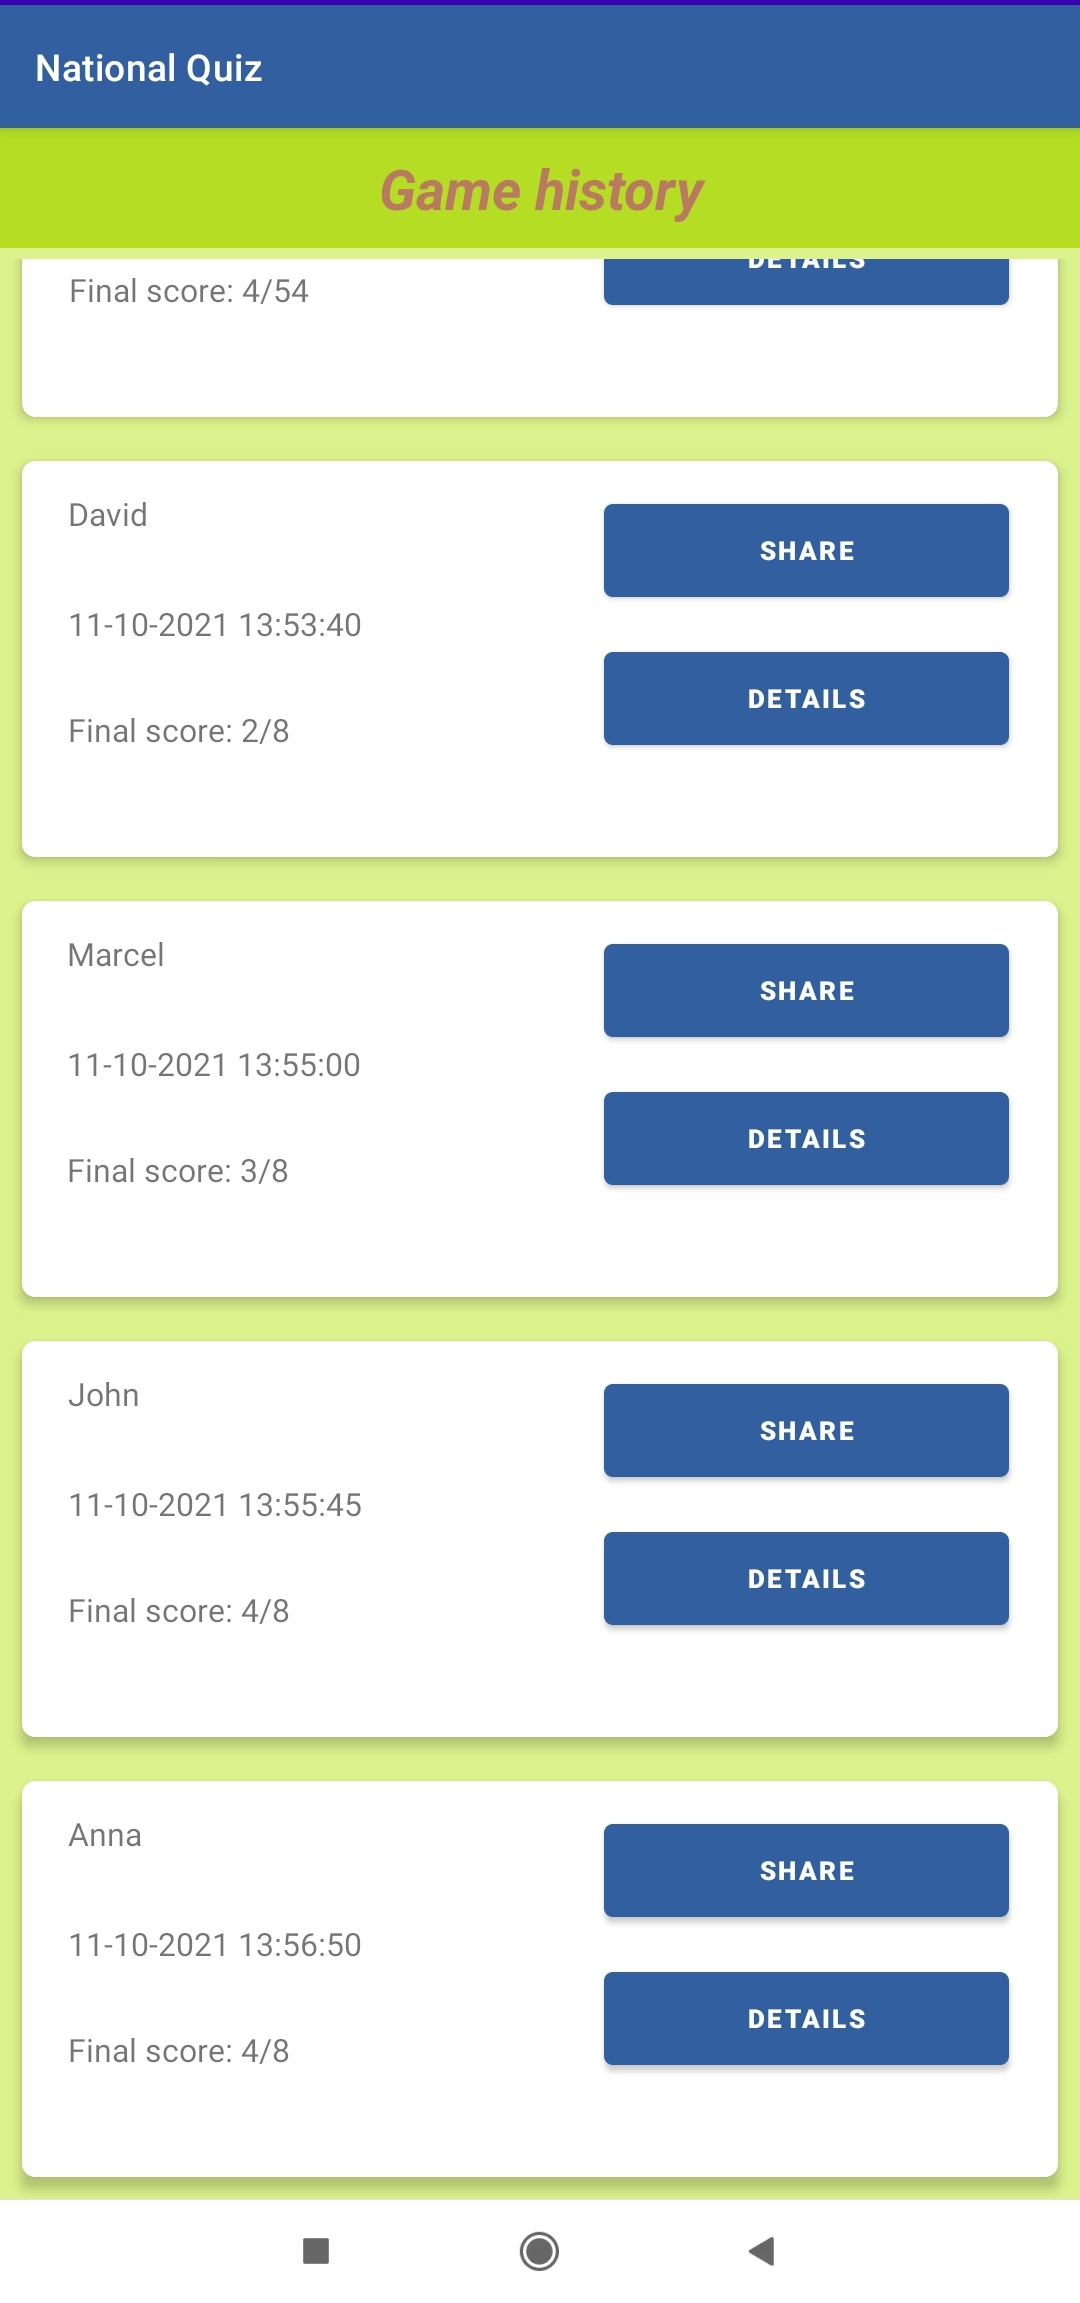 National Quiz
Game history
DETAILS
Final score: 4/54
David
SHARE
11-10-2021 13:53:40
DETAILS
Final score: 2/8
Marcel
SHARE
11-10-2021 13:55:00
DETAILS
Final score: 3/8
John
SHARE
11-10-2021 13:55:45
DETAILS
Final score: 4/8
Anna
SHARE
11-10-2021 13:56:50
DETAILS
Final score: 4/8